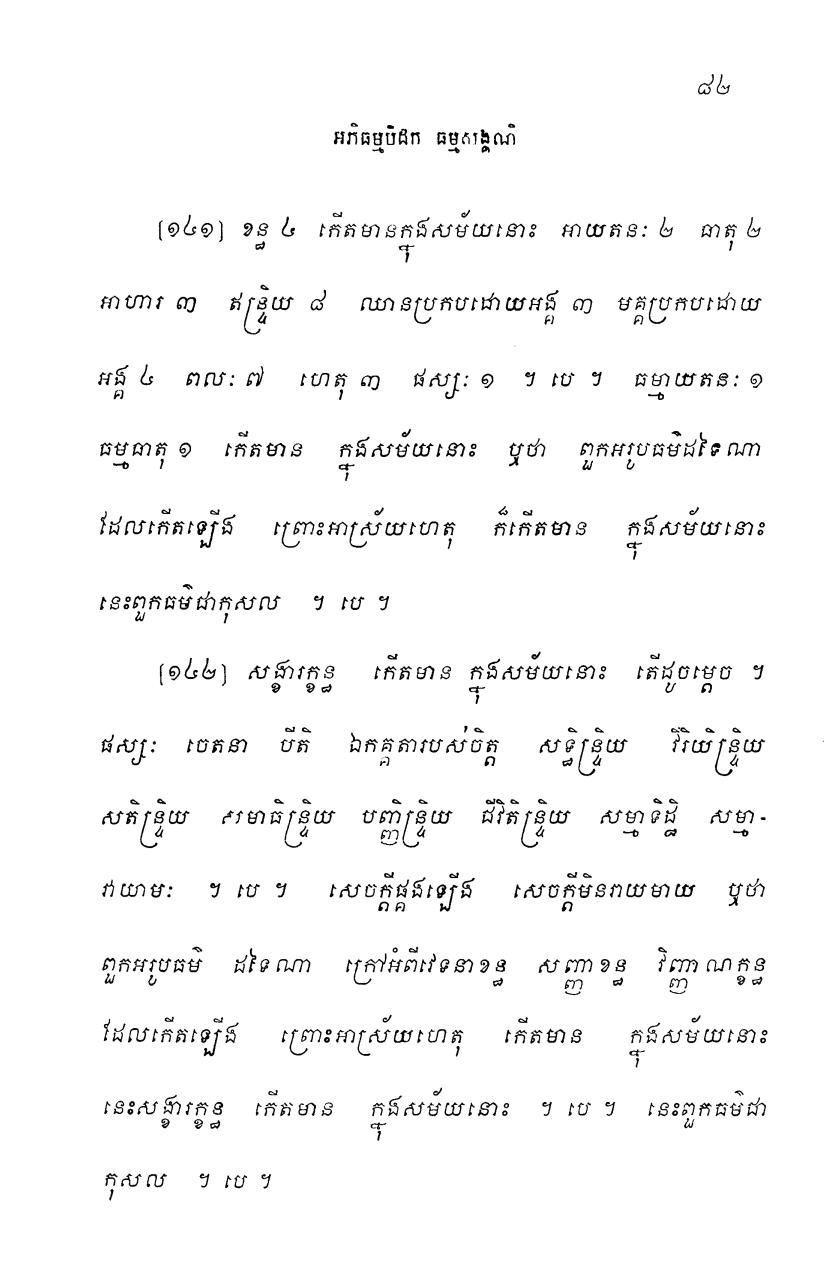 ៨២
អភិធម្មបិដក ធម្មសង្គណិ
[១៤១] ខន្ធ ៤ កើតមានក្នុងសម័យនោះ អាយតនៈ ២ ធាតុ ២
អាហារ ៣ ឥន្ទ្រិយ ៨ ឈានប្រកបដោយអង្គ ៣ មគ្គប្រកបដោយ
អង្គ ៤ ពលៈ ៧ ហេតុ ៣ ផស្សៈ ១ ។ បេ ។ ធម្មាយតនៈ ១
ធម្មធាតុ ១ កើតមាន ក្នុងសម័យនោះ ឬថា ពួកអរូបធម៌ដទៃណា
ដែលកើតឡើង ព្រោះអាស្រ័យហេតុ ក៏កើតមាន ក្នុងសម័យនោះ
នេះពួកធម៌ជាកុសល ។ បេ ។
[១៤២] សង្ខារក្ខន្ធ កើតមាន ក្នុងសម័យនោះ តើដូចម្តេច ។
ផស្សៈ ចេតនា បីតិ ឯកគ្គតារបស់ចិត្ត សទ្ធិន្ទ្រិយ វីរិយិន្ទ្រិយ
សតិន្ទ្រិយ សមាធិន្ទ្រិយ បញ្ញិន្ទ្រិយ ជីវិតិន្ទ្រិយ សម្មាទិដ្ឋិ សម្មា-
វាយាមៈ ។ បេ ។ សេចក្តីផ្គងឡើង សេចក្តីមិនរាយមាយ ឬថា
ពួកអរូបធម៌ ដទៃណា ក្រៅអំពីវេទនាខន្ធ សញ្ញាខន្ធ វិញ្ញាណក្ខន្ធ
ដែលកើតឡើង ព្រោះអាស្រ័យហេតុ កើតមាន ក្នុងសម័យនោះ
នេះសង្ខារក្ខន្ធ កើតមាន ក្នុងសម័យនោះ ។ បេ ។ នេះពួកធម៌ជា
កុសល ។ បេ ។